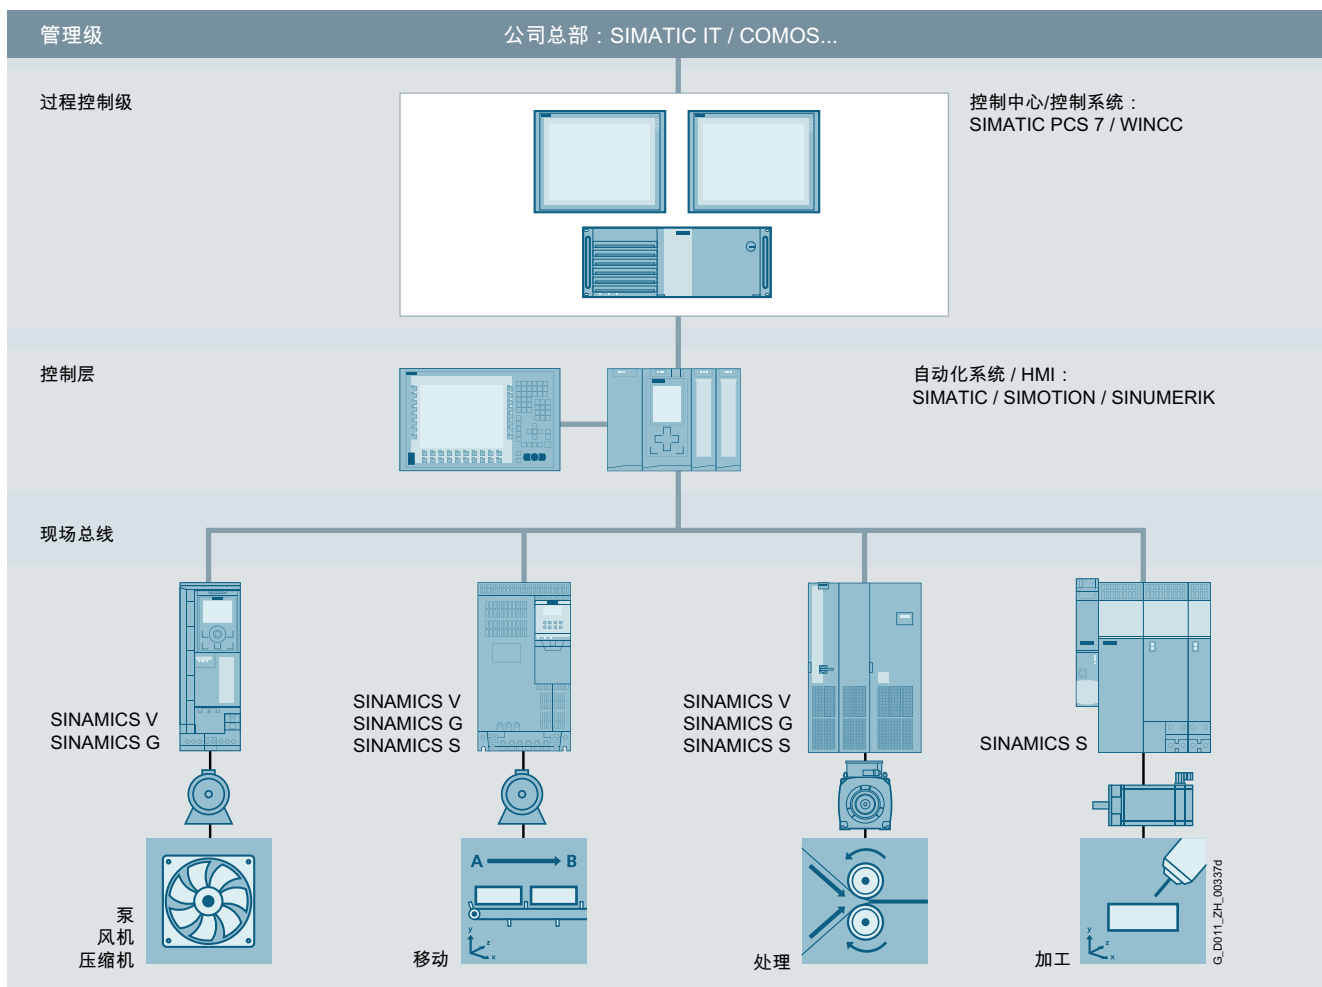 管理级
公司总部：SIMATIC IT / COMOS...
过程控制级
控制中心/控制系统：
SIMATIC PCS 7 / WINCC
控制层
自动化系统 / HMI：
SIMATIC / SIMOTION / SINUMERIK
现场总线
SINAMICS V
SINAMICS G
SINAMICS V
SINAMICS G
SINAMICS S
SINAMICS V
SINAMICS G
SINAMICS S
SINAMICS S
泵
风机
压缩机
A B
y
z
x
移动
处理
加工
y
z
x
G_D011_ZH_00337d